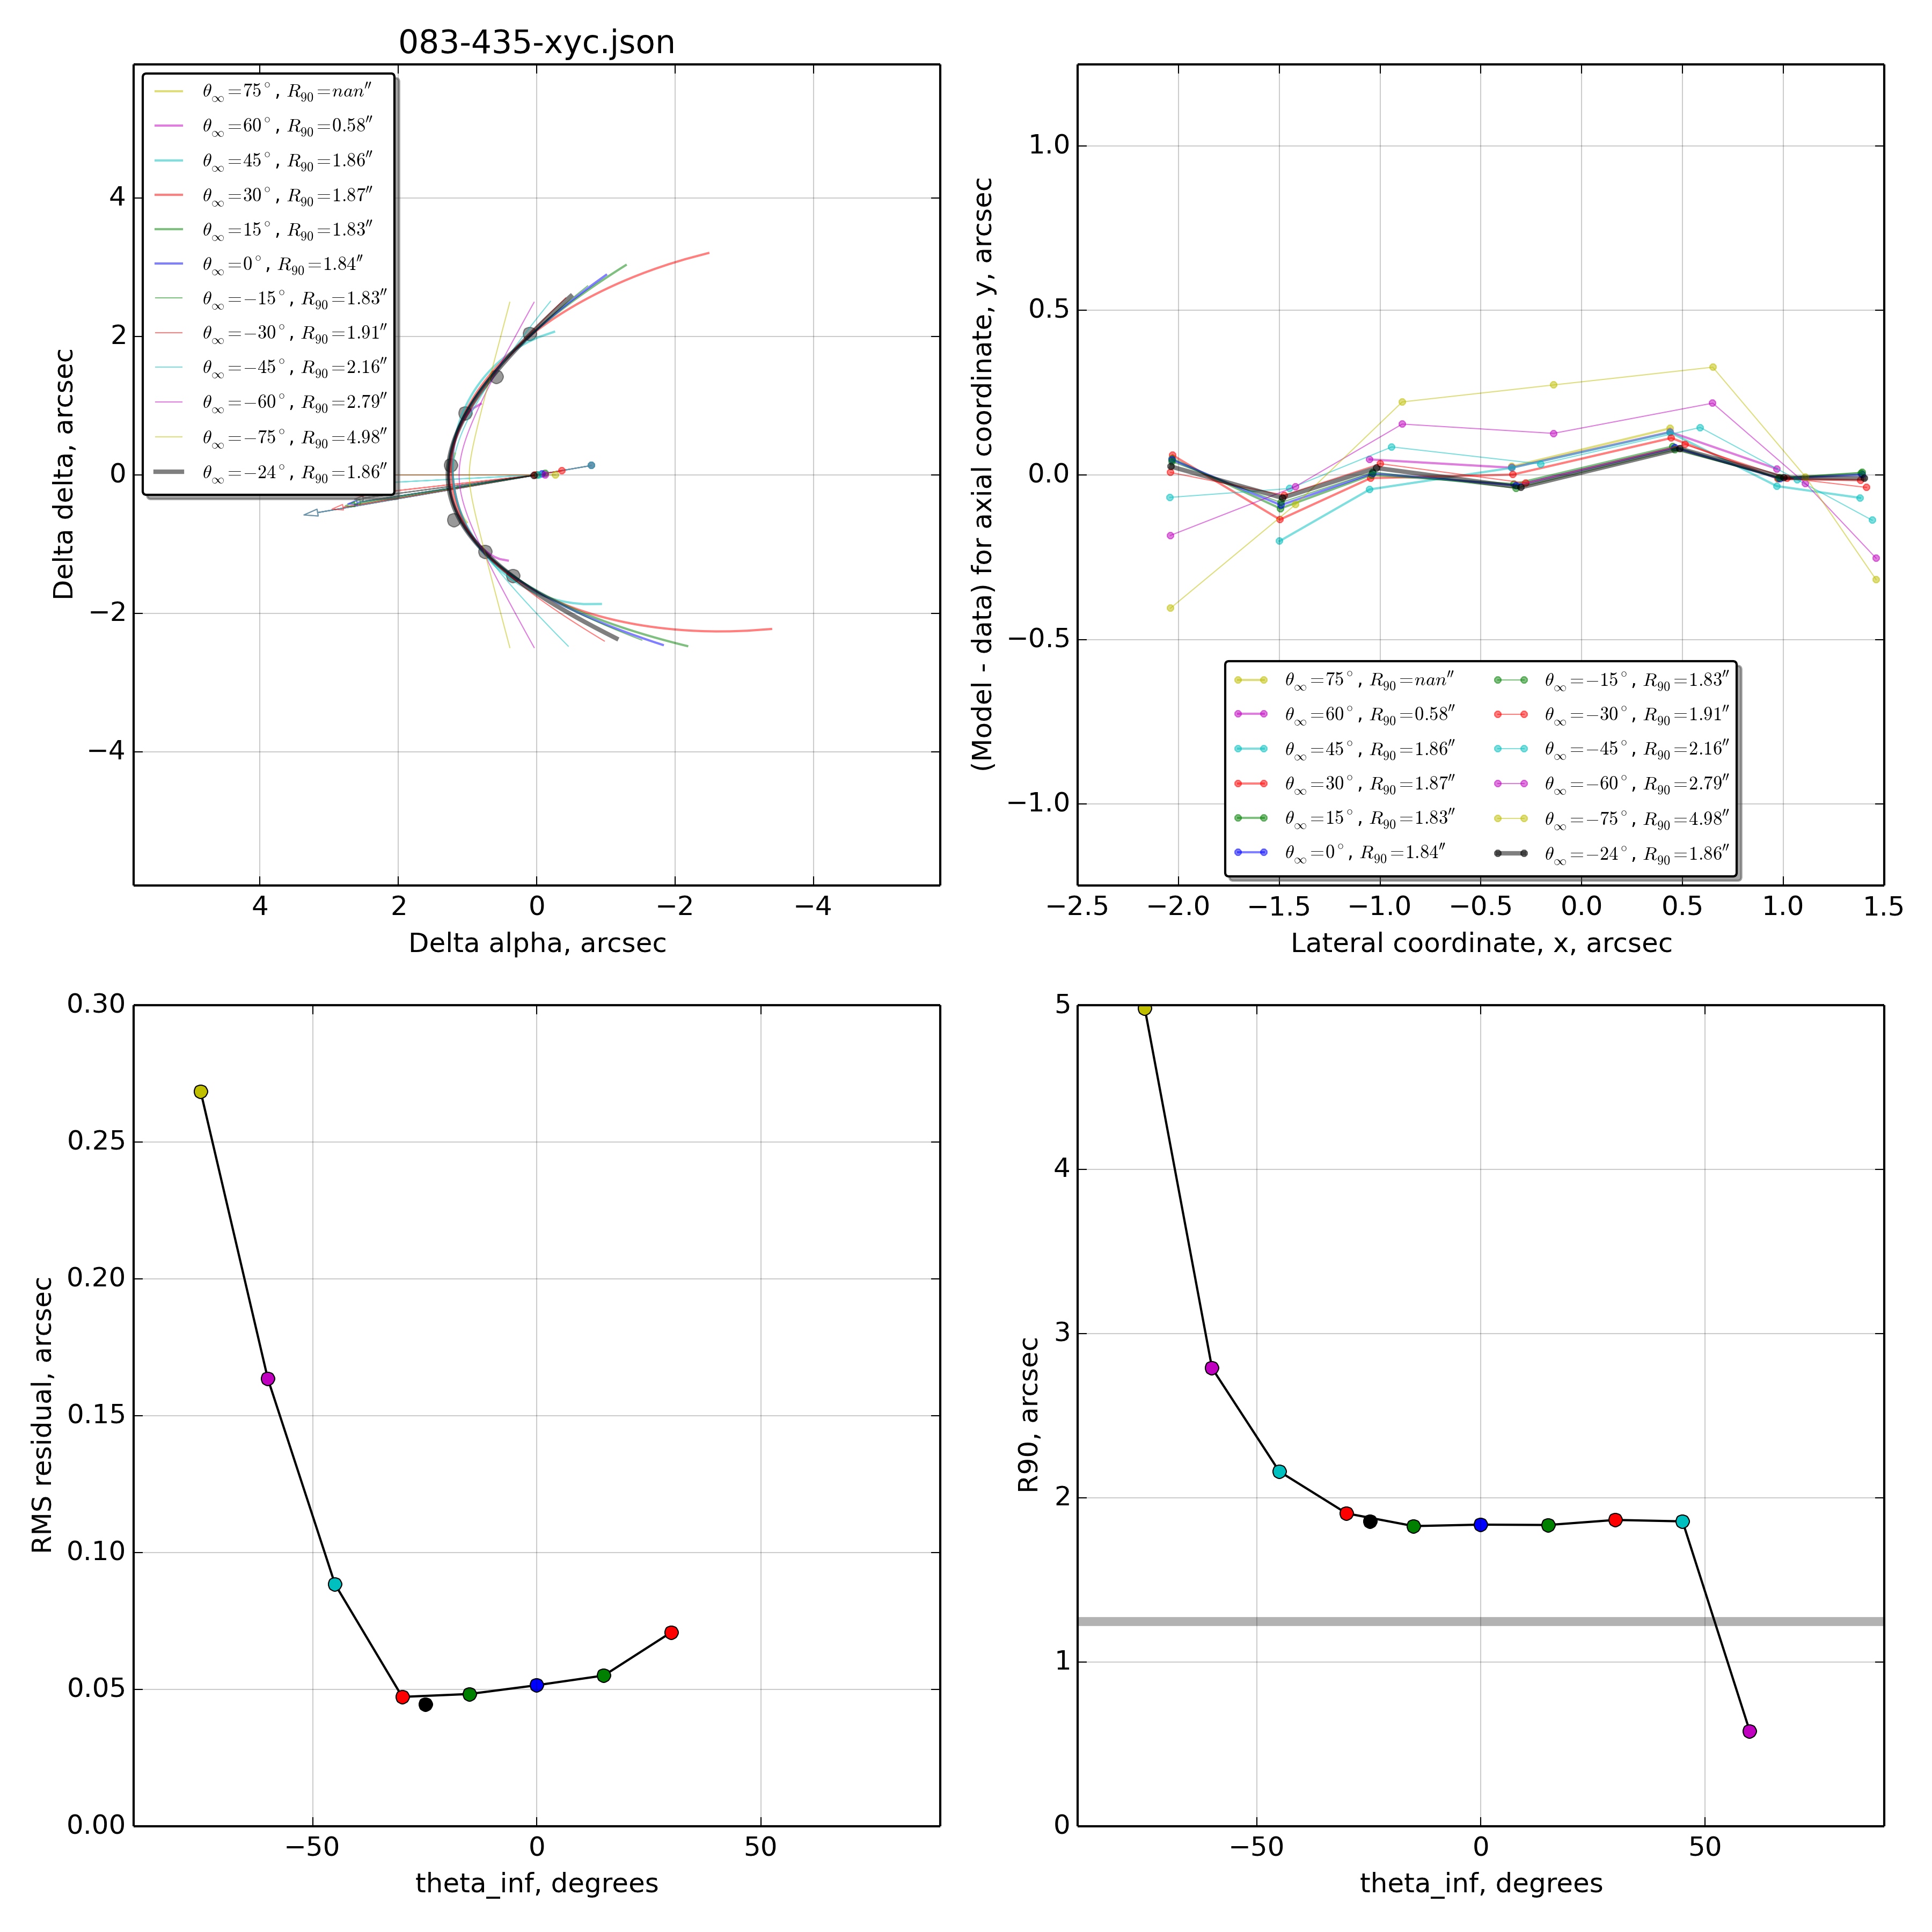 083-435-xyc.json
θ∞=75°, R90=nan″
θ∞=60°, R90=0.58″
θ∞=45°, R90=1.86″
θ∞=30°, R90=1.87″
θ∞=15°, R90=1.83″
θ∞=0°, R90=1.84″
θ∞=−15°, R90=1.83″
θ∞=−30°, R90=1.91″
θ∞=−45°, R90=2.16″
θ∞=−60°, R90=2.79″
θ∞=−75°, R90=4.98″
θ∞=−24°, R90=1.86″
4
2
0
−2
−4
Delta delta, arcsec
4 2 0 −2 −4
Delta alpha, arcsec
1.0
0.5
0.0
−0.5
−1.0
(Model - data) for axial coordinate, y, arcsec
θ∞=75°, R90=nan″ θ∞=−15°, R90=1.83″
θ∞=60°, R90=0.58″ θ∞=−30°, R90=1.91″
θ∞=45°, R90=1.86″ θ∞=−45°, R90=2.16″
θ∞=30°, R90=1.87″ θ∞=−60°, R90=2.79″
θ∞=15°, R90=1.83″ θ∞=−75°, R90=4.98″
θ∞=0°, R90=1.84″ θ∞=−24°, R90=1.86″
−2.5 −2.0 −1.5 −1.0 −0.5 0.0 0.5 1.0 1.5
Lateral coordinate, x, arcsec
0.30
0.25
0.20
0.15
0.10
0.05
0.00
RMS residual, arcsec
−50 0 50
theta_inf, degrees
5
4
3
2
1
0
R90, arcsec
−50 0 50
theta_inf, degrees